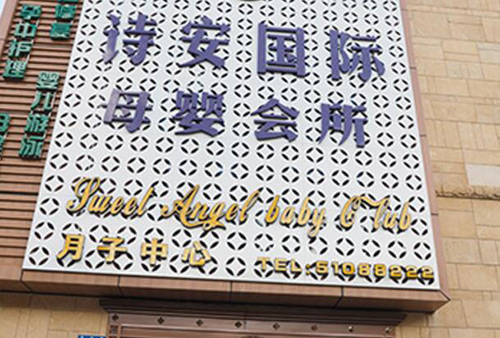 诗安国际
母婴会所
Sweet Angel baby Club
月子中心 TEL:51088222
孕中护理
婴儿游泳